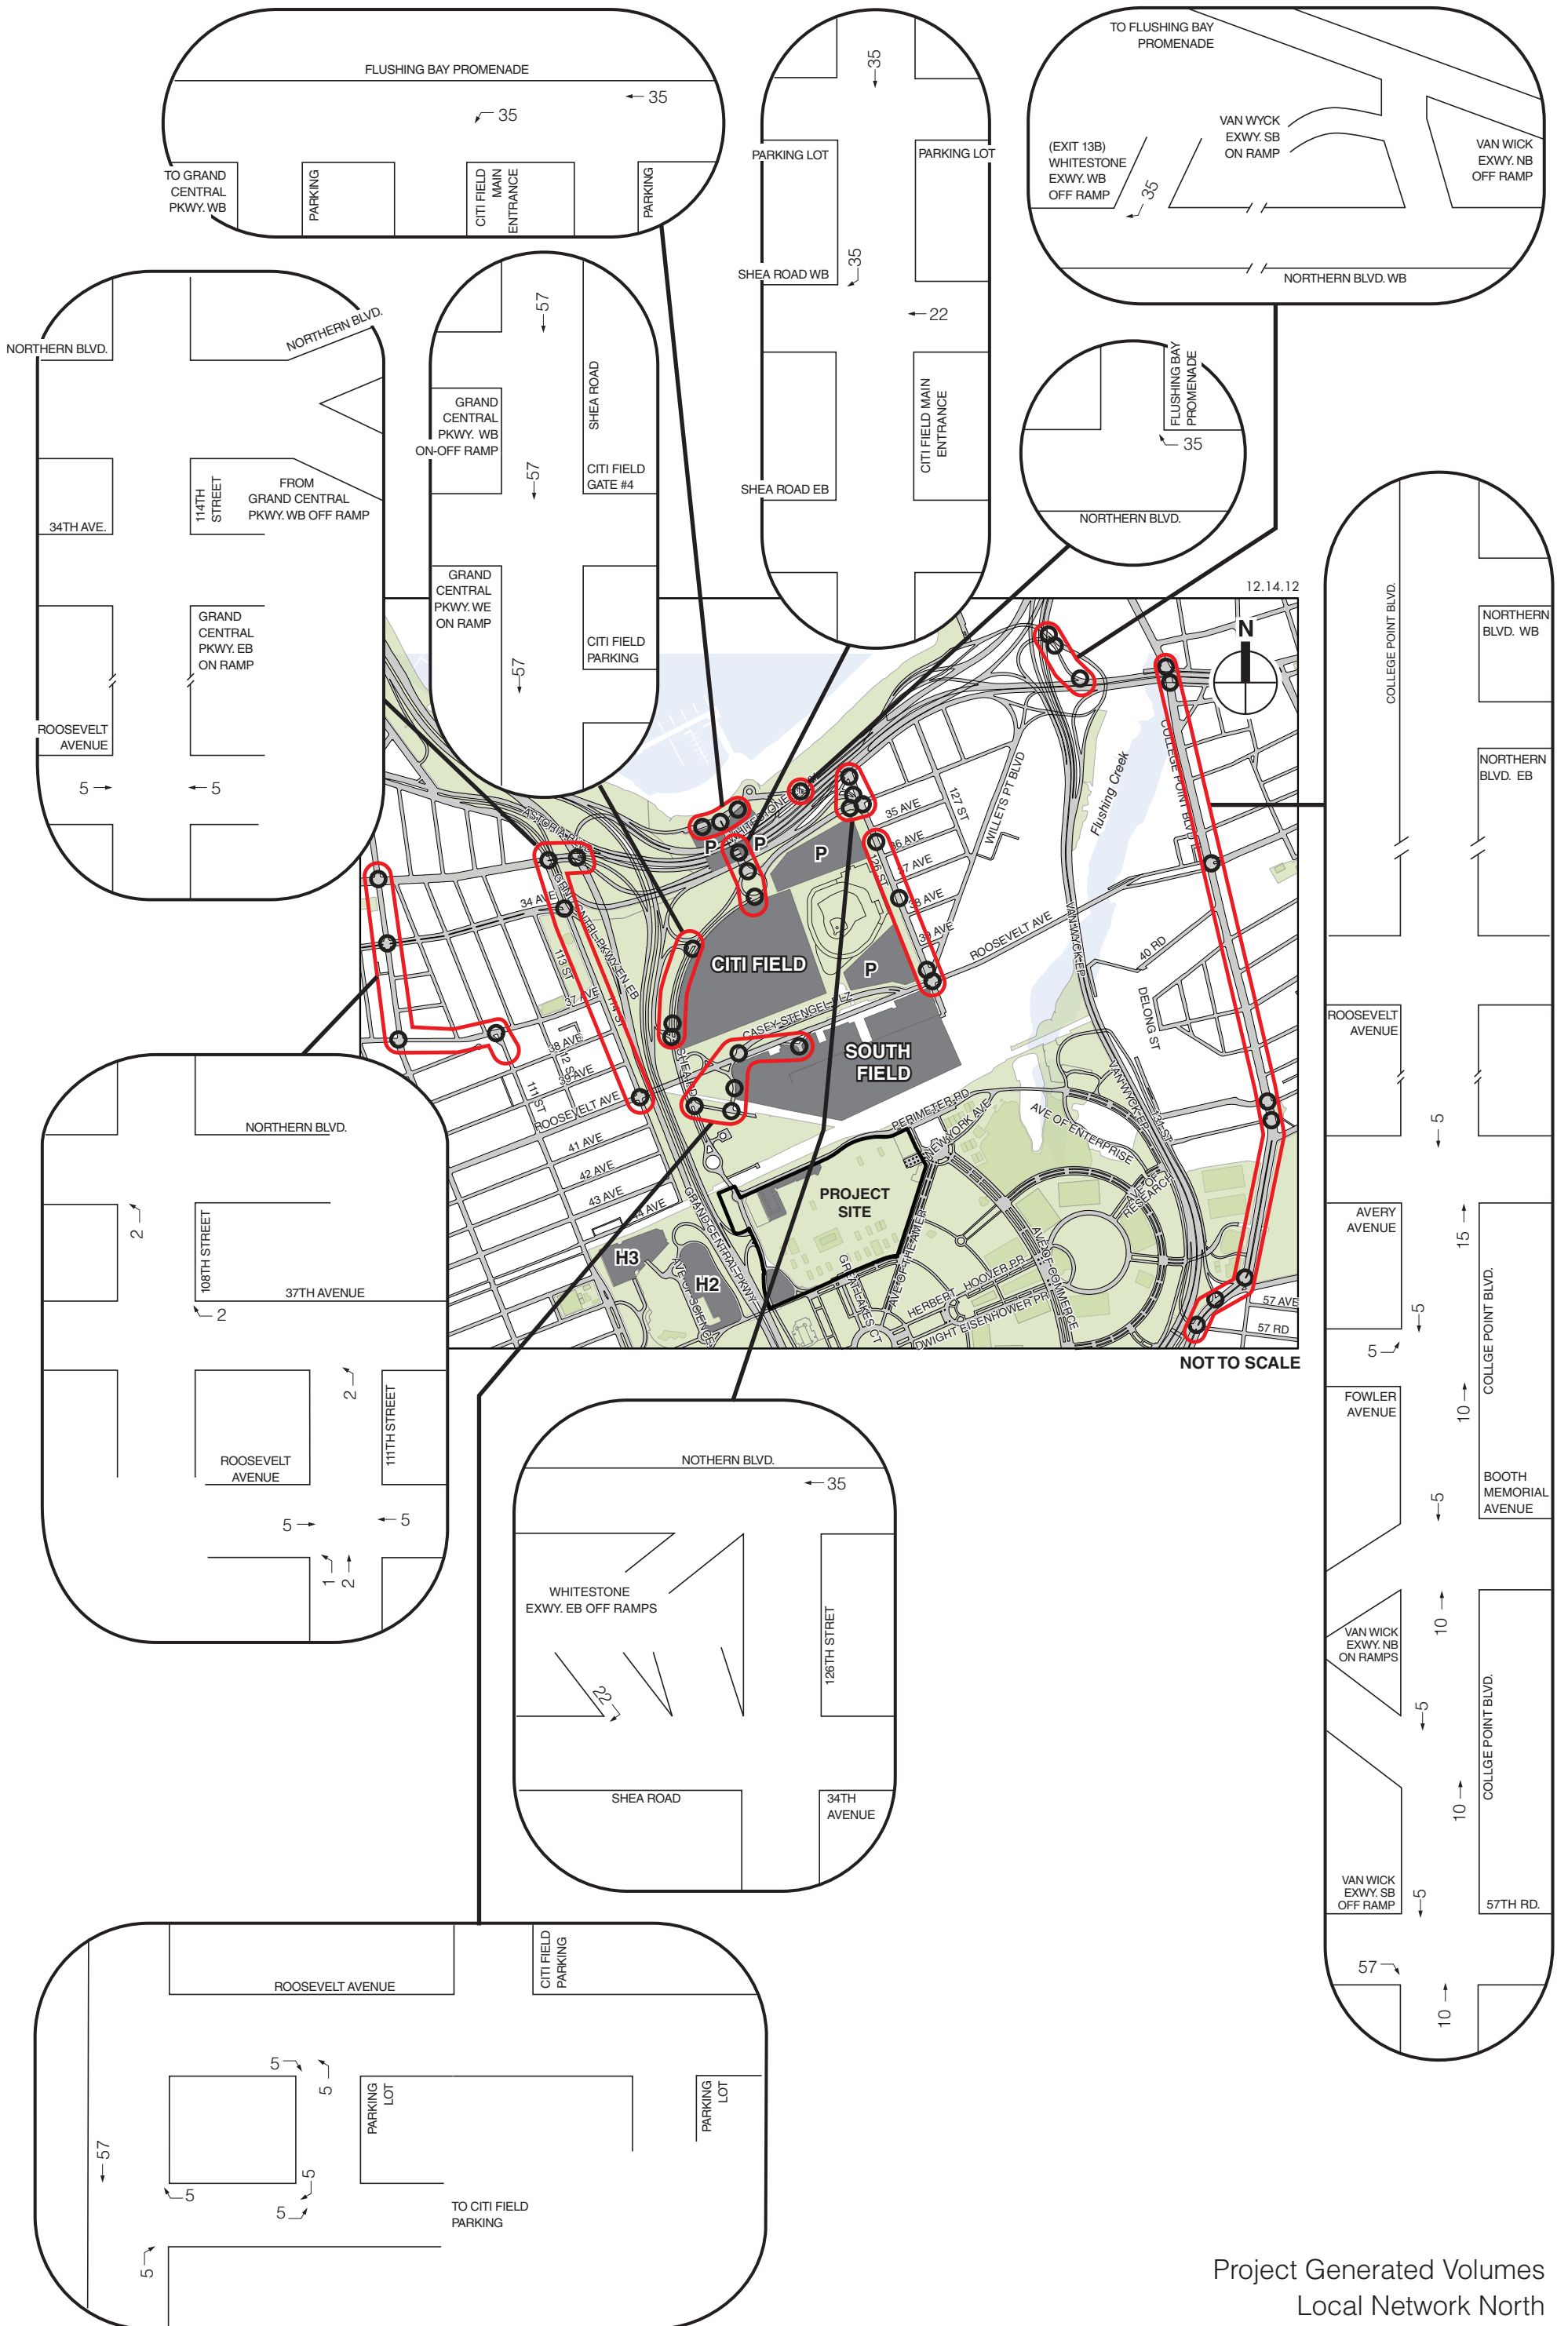 FLUSHING BAY PROMENADE
35
35
TO GRAND
CENTRAL
PKWY. WB
PARKING
CITI FIELD
MAIN
ENTRANCE
PARKING
35
PARKING LOT
PARKING LOT
35
SHEA ROAD WB
22
CITI FIELD MAIN
ENTRANCE
SHEA ROAD EB
TO FLUSHING BAY
PROMENADE
VAN WYCK
EXWY. SB
ON RAMP
(EXIT 13B)
WHITESTONE
EXWY. WB
OFF RAMP
VAN WICK
EXWY. NB
OFF RAMP
35
NORTHERN BLVD. WB
NORTHERN BLVD.
NORTHERN BLVD.
114TH
STREET
FROM
GRAND CENTRAL
PKWY. WB OFF RAMP
34TH AVE.
GRAND
CENTRAL
PKWY. EB
ON RAMP
ROOSEVELT
AVENUE
5
5
57
SHEA ROAD
GRAND
CENTRAL
PKWY. WB
ON-OFF RAMP
57
CITI FIELD
GATE #4
GRAND
CENTRAL
PKWY. WE
ON RAMP
CITI FIELD
PARKING
57
FLUSHING BAY
PROMENADE
35
NORTHERN BLVD.
12.14.12
N
COLLEGE POINT BLVD.
NORTHERN
BLVD. WB
NORTHERN
BLVD. EB
ROOSEVELT
AVENUE
5
AVERY
AVENUE
15
5
5
COLLGE POINT BLVD.
FOWLER
AVENUE
10
BOOTH
MEMORIAL
AVENUE
5
10
VAN WICK
EXWY. NB
ON RAMPS
5
COLLGE POINT BLVD.
10
VAN WICK
EXWY. SB
OFF RAMP
5
57TH RD.
57
10
WILLETS PT BLVD
127 ST
Flushing Creek
35 AVE
36 AVE
37 AVE
38 AVE
39 AVE
126 ST
P
P
P
P
34 AVE
113 ST
37 AVE
38 AVE
39 AVE
114 ST
111 ST
ROOSEVELT AVE
41 AVE
42 AVE
43 AVE
CITI FIELD
CASEY STENGEL PLZ
SOUTH
FIELD
ROOSEVELT AVE
40 RD
DELONG ST
VAN WYCK EP
VAN WYCK EP
131 ST
PERIMETER RD
NEW YORK AVE
AVE OF ENTERPRISE
AVE OF
RESEARCH
PROJECT
SITE
GRAND CENTRAL PKWY
H3
H2
AVE OF SCIENCE
GREAT LAKES CT
HERBERT HOOVER PR
DWIGHT EISENHOWER PR
AVE OF COMMERCE
57 AVE
57 RD
NOT TO SCALE
NORTHERN BLVD.
2
108TH STREET
37TH AVENUE
2
2
111TH STREET
ROOSEVELT
AVENUE
5
5
1
2
NOTHERN BLVD.
35
WHITESTONE
EXWY. EB OFF RAMPS
126TH STRET
22
SHEA ROAD
34TH
AVENUE
CITI FIELD
PARKING
ROOSEVELT AVENUE
5
5
PARKING
LOT
PARKING
LOT
57
5
5
5
TO CITI FIELD
PARKING
5
Project Generated Volumes
Local Network North